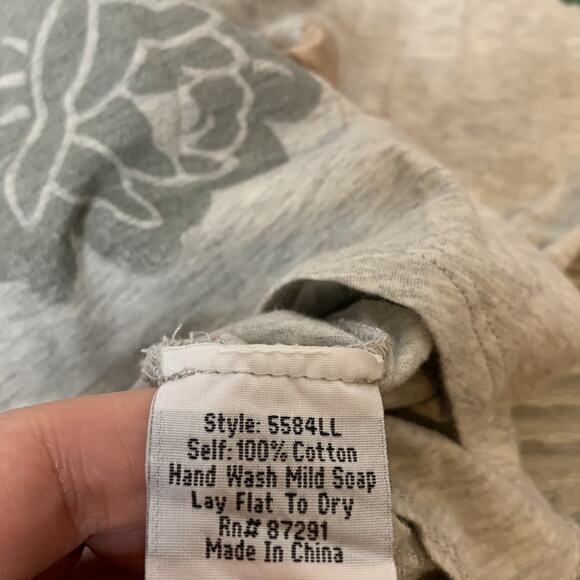 Style: 5584LL
Self: 100% Cotton
Hand Wash Mild Soap
Lay Flat To Dry
Rn# 87291
Made In China